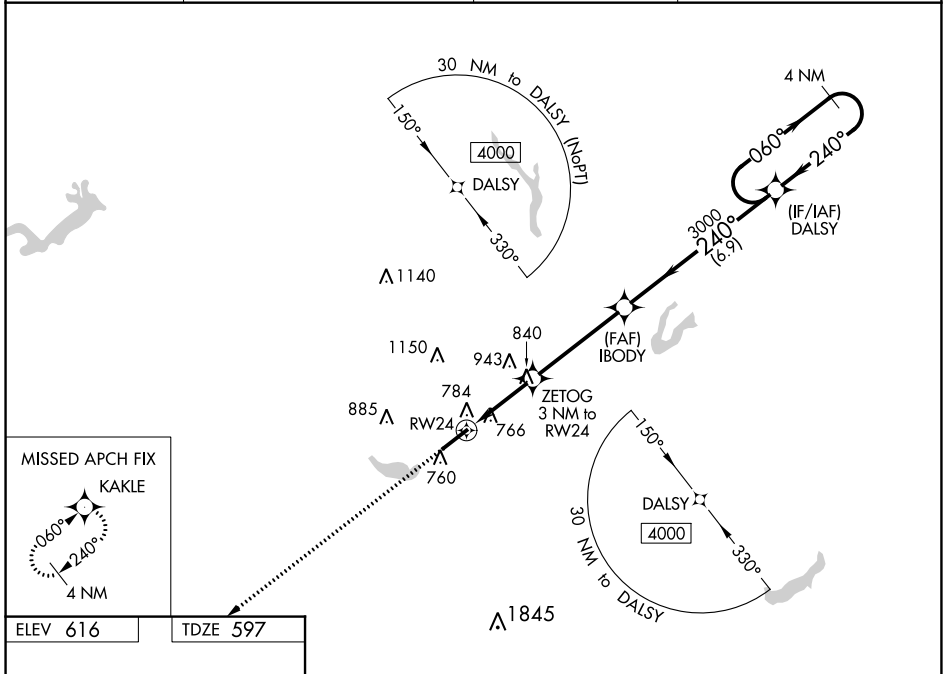 30 NM to DALSY (NoPT)
150°
4000
DALSY
330°
4 NM
060°
240°
(IF/IAF)
DALSY
3000
240°
(6.9)
1140
(FAF)
IBODY
840
1150
943
ZETOG
3 NM to
RW24
784
885
RW24
766
760
MISSED APCH FIX
KAKLE
060°
240°
4 NM
150°
DALSY
4000
330°
30 NM to DALSY
1845
ELEV 616
TDZE 597